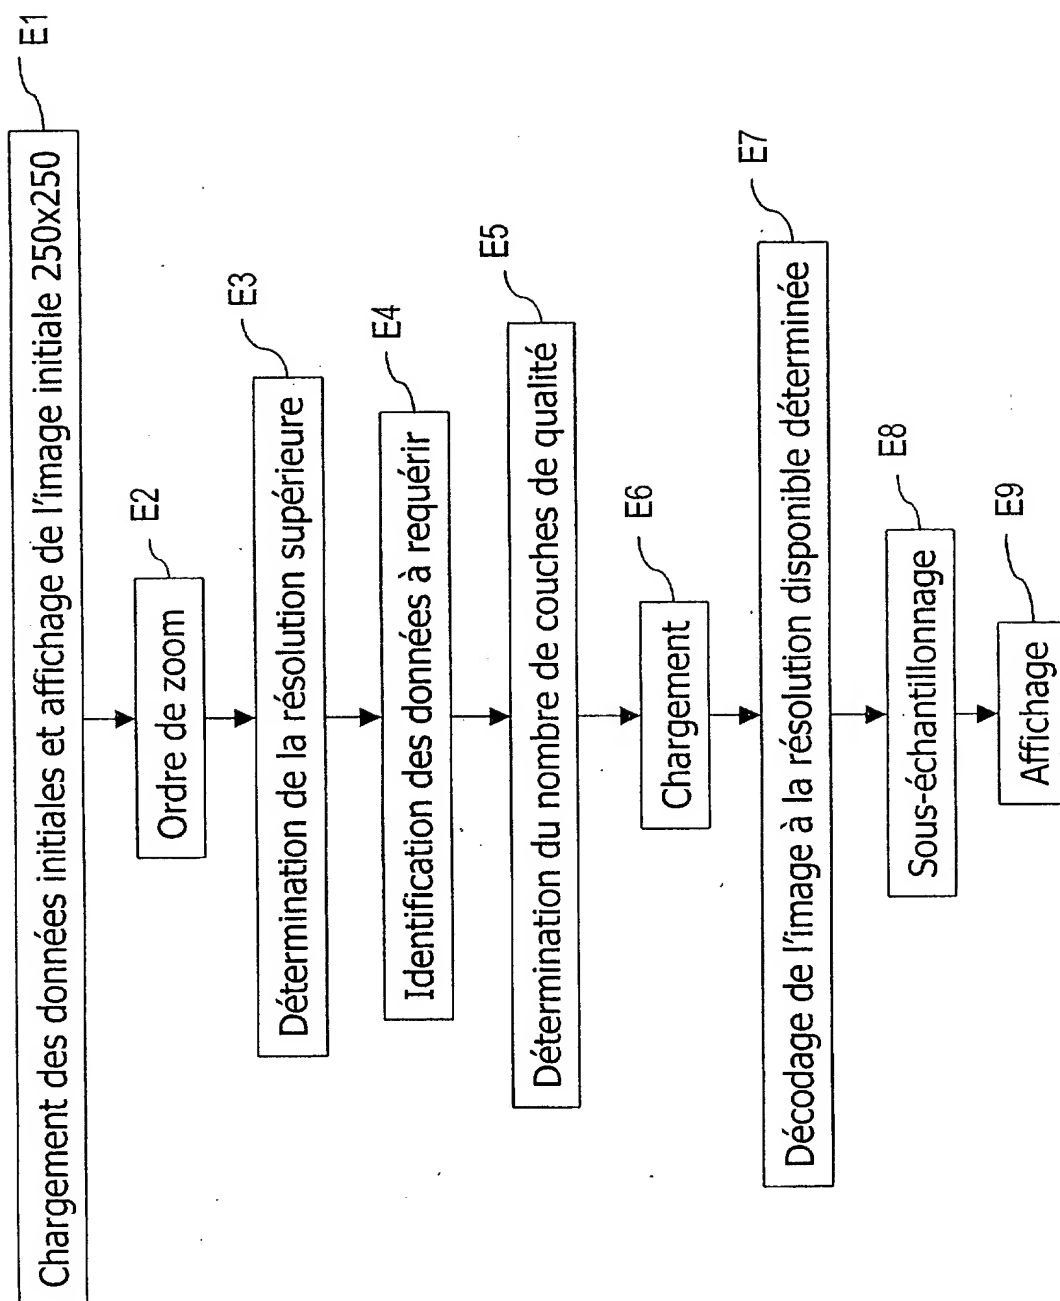 Chargement des données initiales et affichage de l'image initiale 250x250
E1
Ordre de zoom
E2
Détermination de la résolution supérieure
E3
Identification des données à requérir
E4
Détermination du nombre de couches de qualité
E5
Chargement
E6
Décodage de l'image à la résolution disponible déterminée
E7
Sous-échantillonnage
E8
Affichage
E9